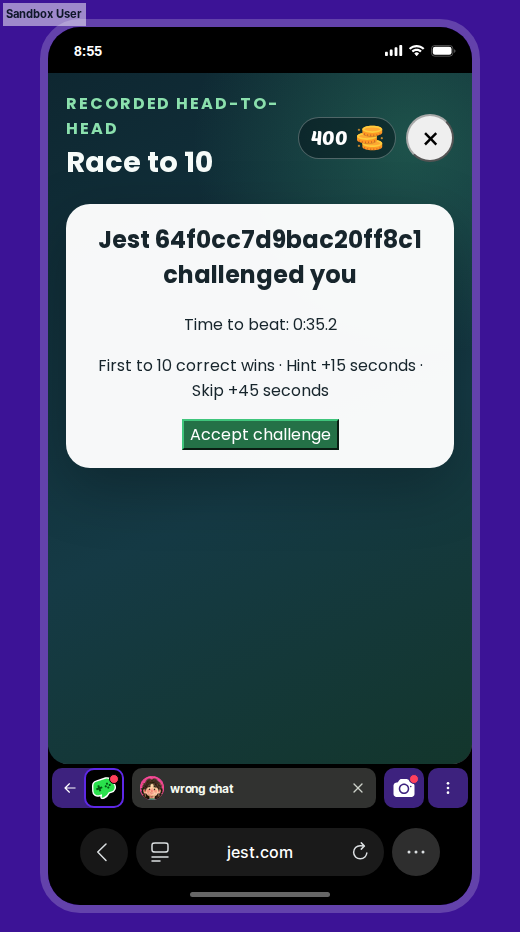 Sandbox User
8:55
RECORDED HEAD-TO-
HEAD
Race to 10
400
Jest 64f0cc7d9bac20ff8c1
challenged you
Time to beat: 0:35.2
First to 10 correct wins · Hint +15 seconds ·
Skip +45 seconds
Accept challenge
wrong chat
jest.com